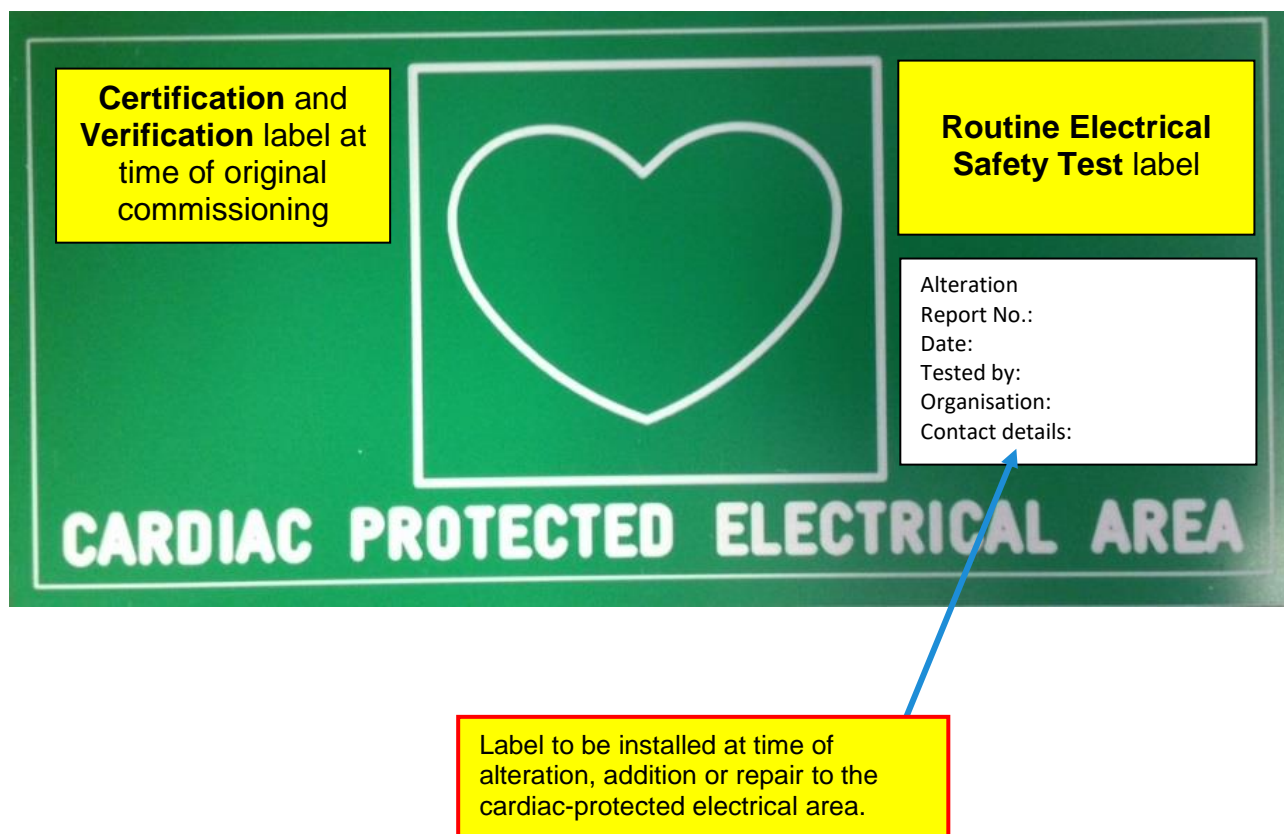 Certification and
Verification label at
time of original
commissioning
Routine Electrical
Safety Test label
Alteration
Report No.:
Date:
Tested by:
Organisation:
Contact details:
CARDIAC PROTECTED ELECTRICAL AREA
Label to be installed at time of
alteration, addition or repair to the
cardiac-protected electrical area.